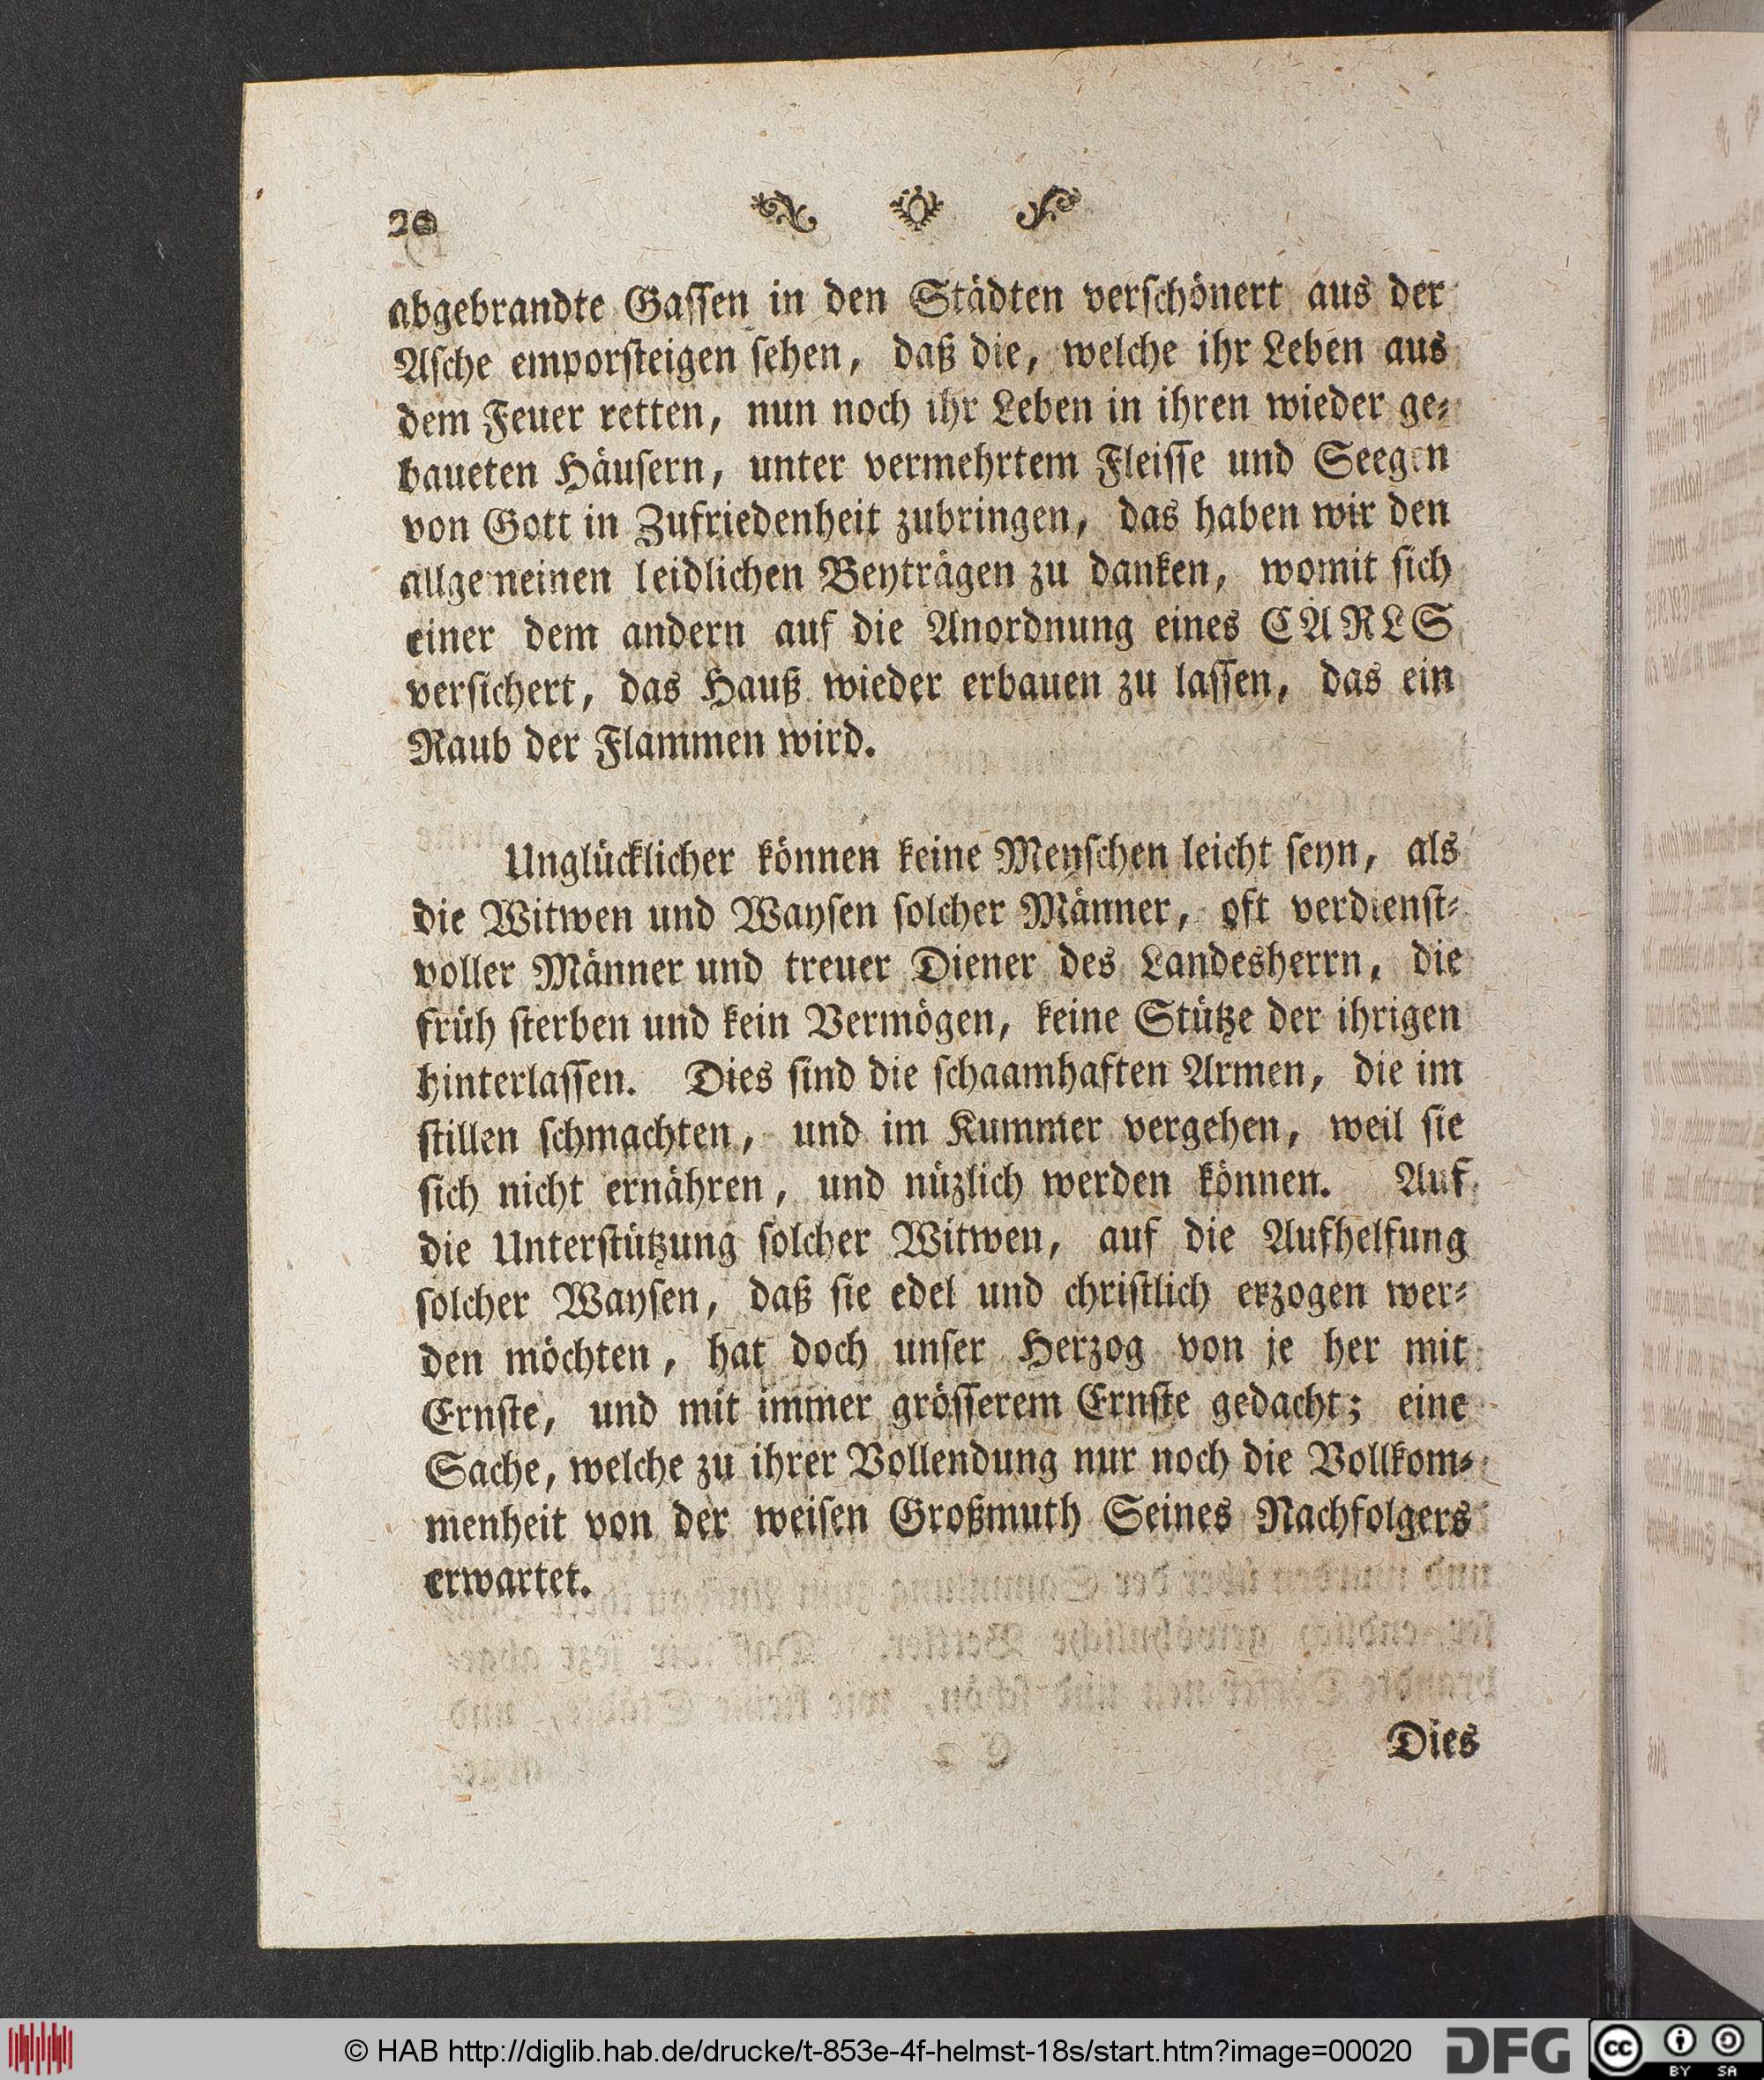 20
abgebrandte Gassen in den Städten verschönert aus der
Asche emporsteigen sehen, daß die, welche ihr Leben aus
dem Feuer retten, nun noch ihr Leben in ihren wieder ge⸗
baueten Häusern, unter vermehrtem Fleisse und Seegen
von Gott in Zufriedenheit zubringen, das haben wir den
allgemeinen leidlichen Beyträgen zu danken, womit sich
einer dem andern auf die Anordnung eines CARLS
versichert, das Hauß wieder erbauen zu lassen, das ein
Raub der Flammen wird.
Unglücklicher können keine Menschen leicht seyn, als
die Witwen und Waysen solcher Männer, oft verdienst⸗
voller Männer und treuer Diener des Landesherrn, die
früh sterben und kein Vermögen, keine Stütze der ihrigen
hinterlassen. Dies sind die schaamhaften Armen, die im
stillen schmachten, und im Kummer vergehen, weil sie
sich nicht ernähren, und nüzlich werden können. Auf
die Unterstützung solcher Witwen, auf die Aufhelfung
solcher Waysen, daß sie edel und christlich erzogen wer⸗
den möchten, hat doch unser Herzog von je her mit
Ernste, und mit immer grösserem Ernste gedacht; eine
Sache, welche zu ihrer Vollendung nur noch die Vollkom⸗
menheit von der weisen Großmuth Seines Nachfolgers
erwartet.
Dies
© HAB http://diglib.hab.de/drucke/t-853e-4f-helmst-18s/start.htm?image=00020
DFG
cc BY SA